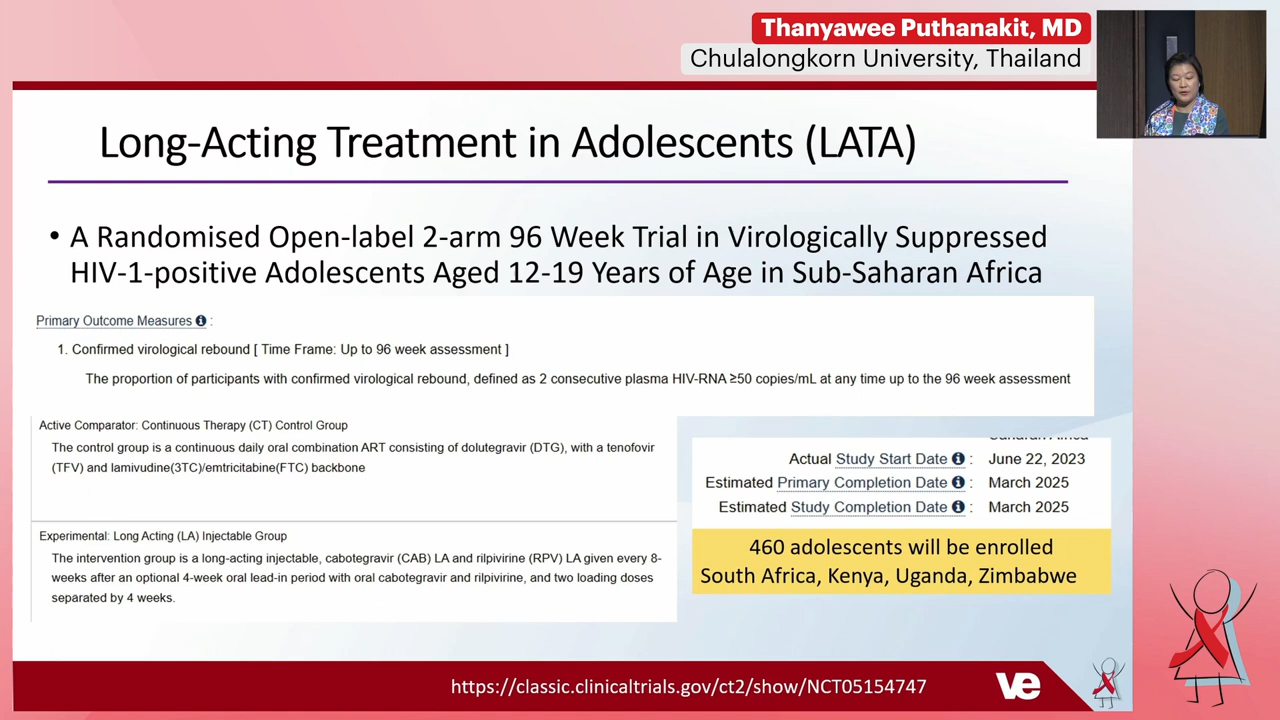 Thanyawee Puthanakit, MD
Chulalongkorn University, Thailand
Long-Acting Treatment in Adolescents (LATA)
• A Randomised Open-label 2-arm 96 Week Trial in Virologically Suppressed
HIV-1-positive Adolescents Aged 12-19 Years of Age in Sub-Saharan Africa
Primary Outcome Measures :
1. Confirmed virological rebound [ Time Frame: Up to 96 week assessment ]
The proportion of participants with confirmed virological rebound, defined as 2 consecutive plasma HIV-RNA ≥50 copies/mL at any time up to the 96 week assessment
Active Comparator: Continuous Therapy (CT) Control Group
The control group is a continuous daily oral combination ART consisting of dolutegravir (DTG), with a tenofovir
(TFV) and lamivudine(3TC)/emtricitabine(FTC) backbone
Experimental: Long Acting (LA) Injectable Group
The intervention group is a long-acting injectable, cabotegravir (CAB) LA and rilpivirine (RPV) LA given every 8-
weeks after an optional 4-week oral lead-in period with oral cabotegravir and rilpivirine, and two loading doses
separated by 4 weeks.
Saharan Africa
Actual Study Start Date : June 22, 2023
Estimated Primary Completion Date : March 2025
Estimated Study Completion Date : March 2025
460 adolescents will be enrolled
South Africa, Kenya, Uganda, Zimbabwe
https://classic.clinicaltrials.gov/ct2/show/NCT05154747
ve